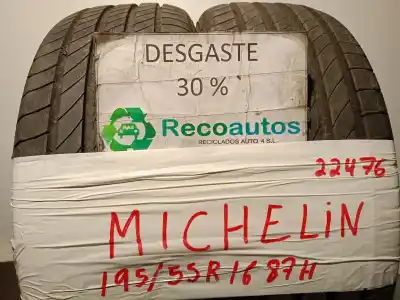 DESGASTE
30 %
Recoautos
RECICLADOS AUTO 4 S.L.
22476
MICHELiN
195/55R16 87H